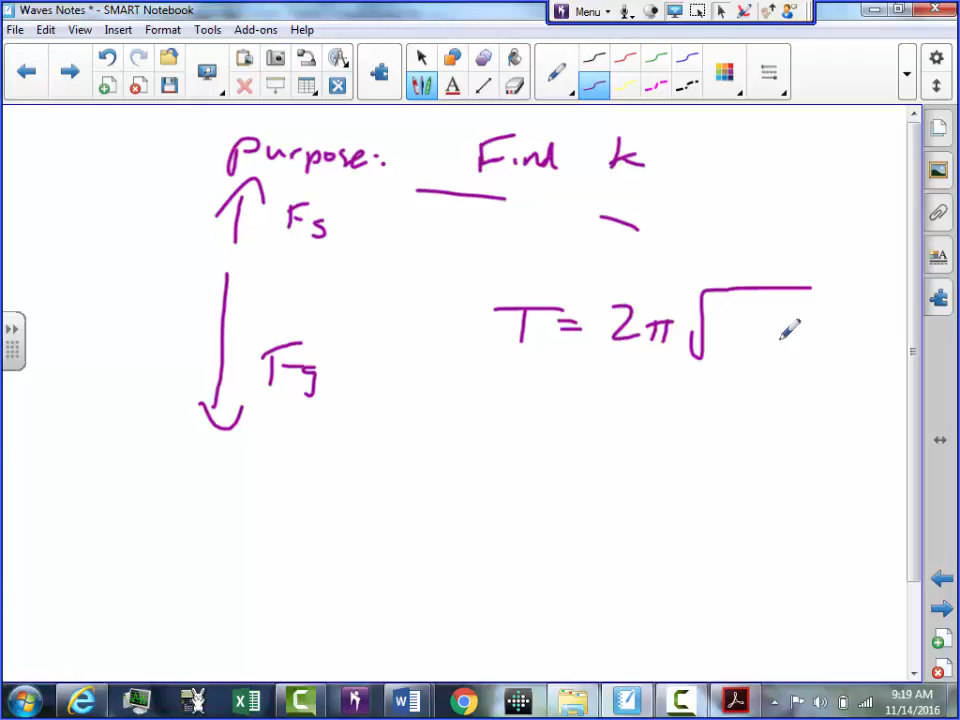 Waves Notes * - SMART Notebook
Menu
File Edit View Insert Format Tools Add-ons Help
Purpose: Find k
Fs
T = 2π√
Fg
9:19 AM
11/14/2016